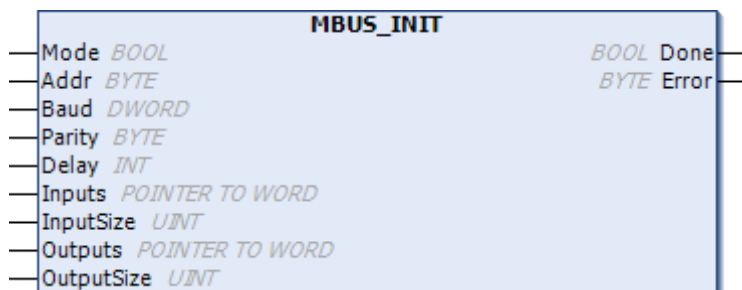 MBUS_INIT
Mode BOOL BOOL Done
Addr BYTE BYTE Error
Baud DWORD
Parity BYTE
Delay INT
Inputs POINTER TO WORD
InputSize UINT
Outputs POINTER TO WORD
OutputSize UINT